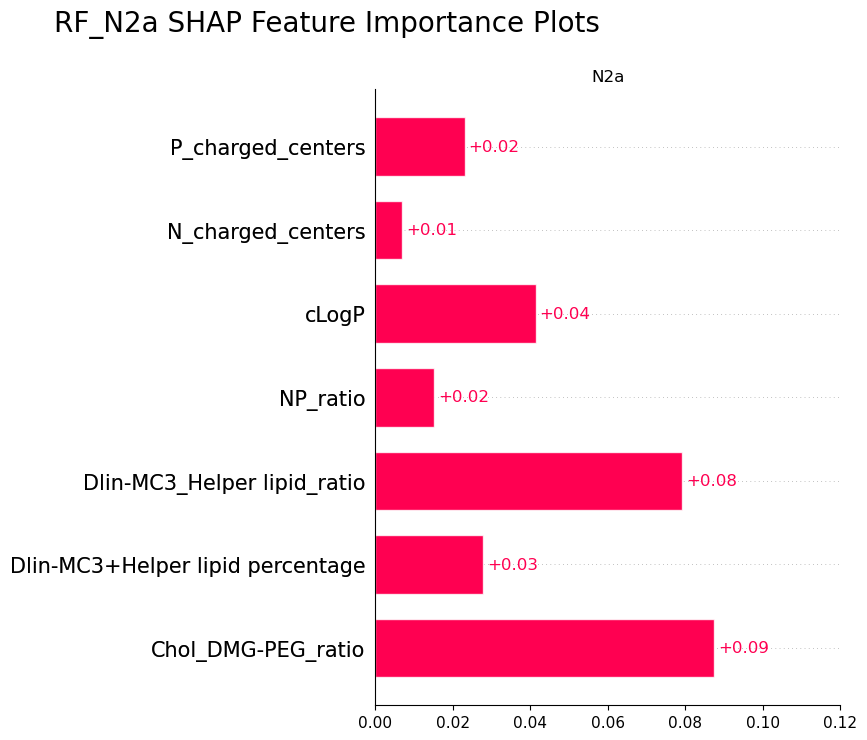 RF_N2a SHAP Feature Importance Plots
N2a
P_charged_centers +0.02
N_charged_centers +0.01
cLogP +0.04
NP_ratio +0.02
Dlin-MC3_Helper lipid_ratio +0.08
Dlin-MC3+Helper lipid percentage +0.03
Chol_DMG-PEG_ratio +0.09
0.00 0.02 0.04 0.06 0.08 0.10 0.12